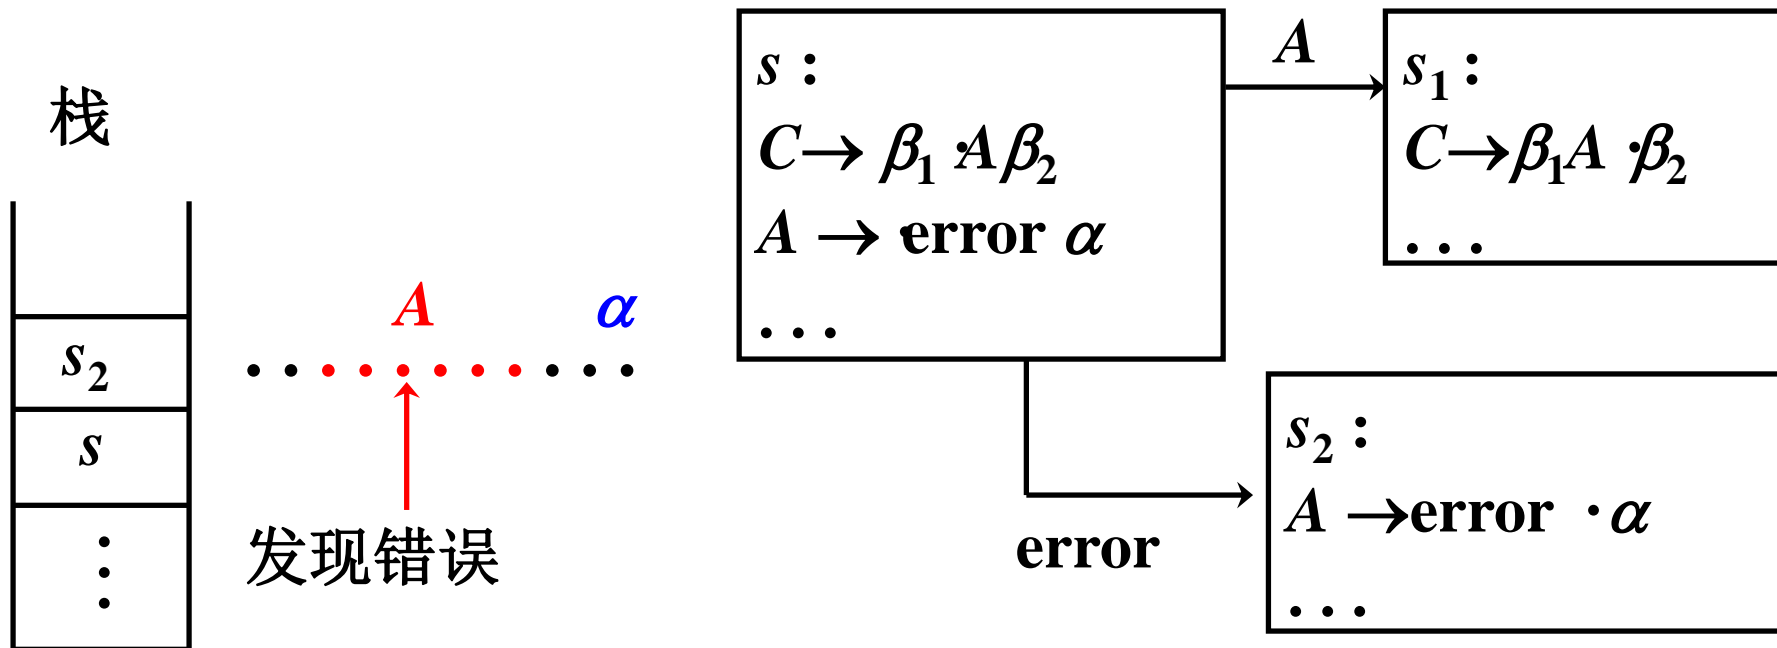 栈
s₂
s
⋮
A
α
发现错误
s :
C→ β₁ ·Aβ₂
A → ·error α
...
A
s₁ :
C→β₁A ·β₂
...
error
s₂ :
A →error ·α
...